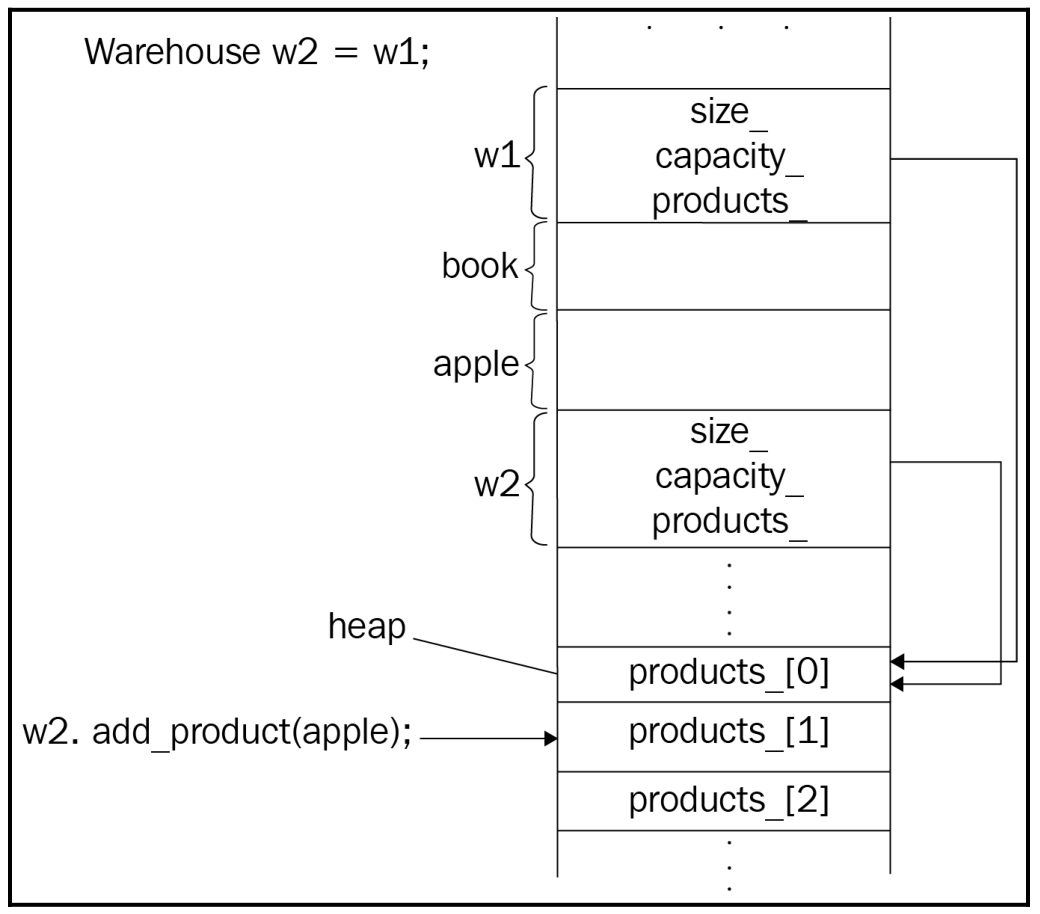 Warehouse w2 = w1;
w1
size_
capacity_
products_
book
apple
w2
size_
capacity_
products_
heap
products_[0]
w2. add_product(apple);
products_[1]
products_[2]